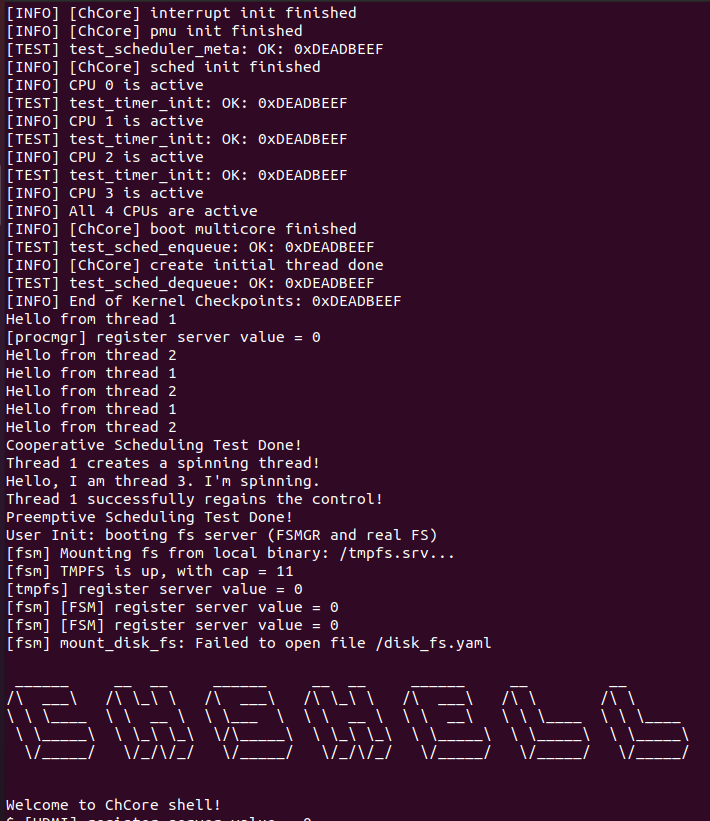 [INFO] [ChCore] interrupt init finished
[INFO] [ChCore] pmu init finished
[TEST] test_scheduler_meta: OK: 0xDEADBEEF
[INFO] [ChCore] sched init finished
[INFO] CPU 0 is active
[TEST] test_timer_init: OK: 0xDEADBEEF
[INFO] CPU 1 is active
[TEST] test_timer_init: OK: 0xDEADBEEF
[INFO] CPU 2 is active
[TEST] test_timer_init: OK: 0xDEADBEEF
[INFO] CPU 3 is active
[INFO] All 4 CPUs are active
[INFO] [ChCore] boot multicore finished
[TEST] test_sched_enqueue: OK: 0xDEADBEEF
[INFO] [ChCore] create initial thread done
[TEST] test_sched_dequeue: OK: 0xDEADBEEF
[INFO] End of Kernel Checkpoints: 0xDEADBEEF
Hello from thread 1
[procmgr] register server value = 0
Hello from thread 2
Hello from thread 1
Hello from thread 2
Hello from thread 1
Hello from thread 2
Cooperative Scheduling Test Done!
Thread 1 creates a spinning thread!
Hello, I am thread 3. I'm spinning.
Thread 1 successfully regains the control!
Preemptive Scheduling Test Done!
User Init: booting fs server (FSMGR and real FS)
[fsm] Mounting fs from local binary: /tmpfs.srv...
[fsm] TMPFS is up, with cap = 11
[tmpfs] register server value = 0
[fsm] [FSM] register server value = 0
[fsm] [FSM] register server value = 0
[fsm] mount_disk_fs: Failed to open file /disk_fs.yaml
CHSHELL
Welcome to ChCore shell!
$ [HDMI] register server value = 0